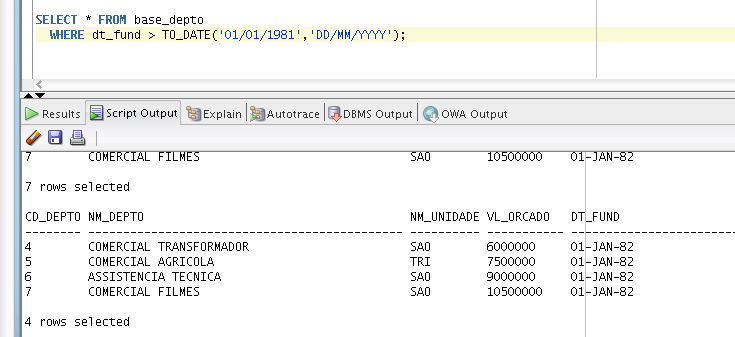 SELECT * FROM base_depto
WHERE dt_fund > TO_DATE('01/01/1981','DD/MM/YYYY');
Results Script Output Explain Autotrace DBMS Output OWA Output
7 COMERCIAL FILMES SAO 10500000 01-JAN-82
7 rows selected
CD_DEPTO NM_DEPTO NM_UNIDADE VL_ORCADO DT_FUND
-------- ---------------------------------------- ---------- ---------------------- -------------------------
4 COMERCIAL TRANSFORMADOR SAO 6000000 01-JAN-82
5 COMERCIAL AGRICOLA TRI 7500000 01-JAN-82
6 ASSISTENCIA TECNICA SAO 9000000 01-JAN-82
7 COMERCIAL FILMES SAO 10500000 01-JAN-82
4 rows selected